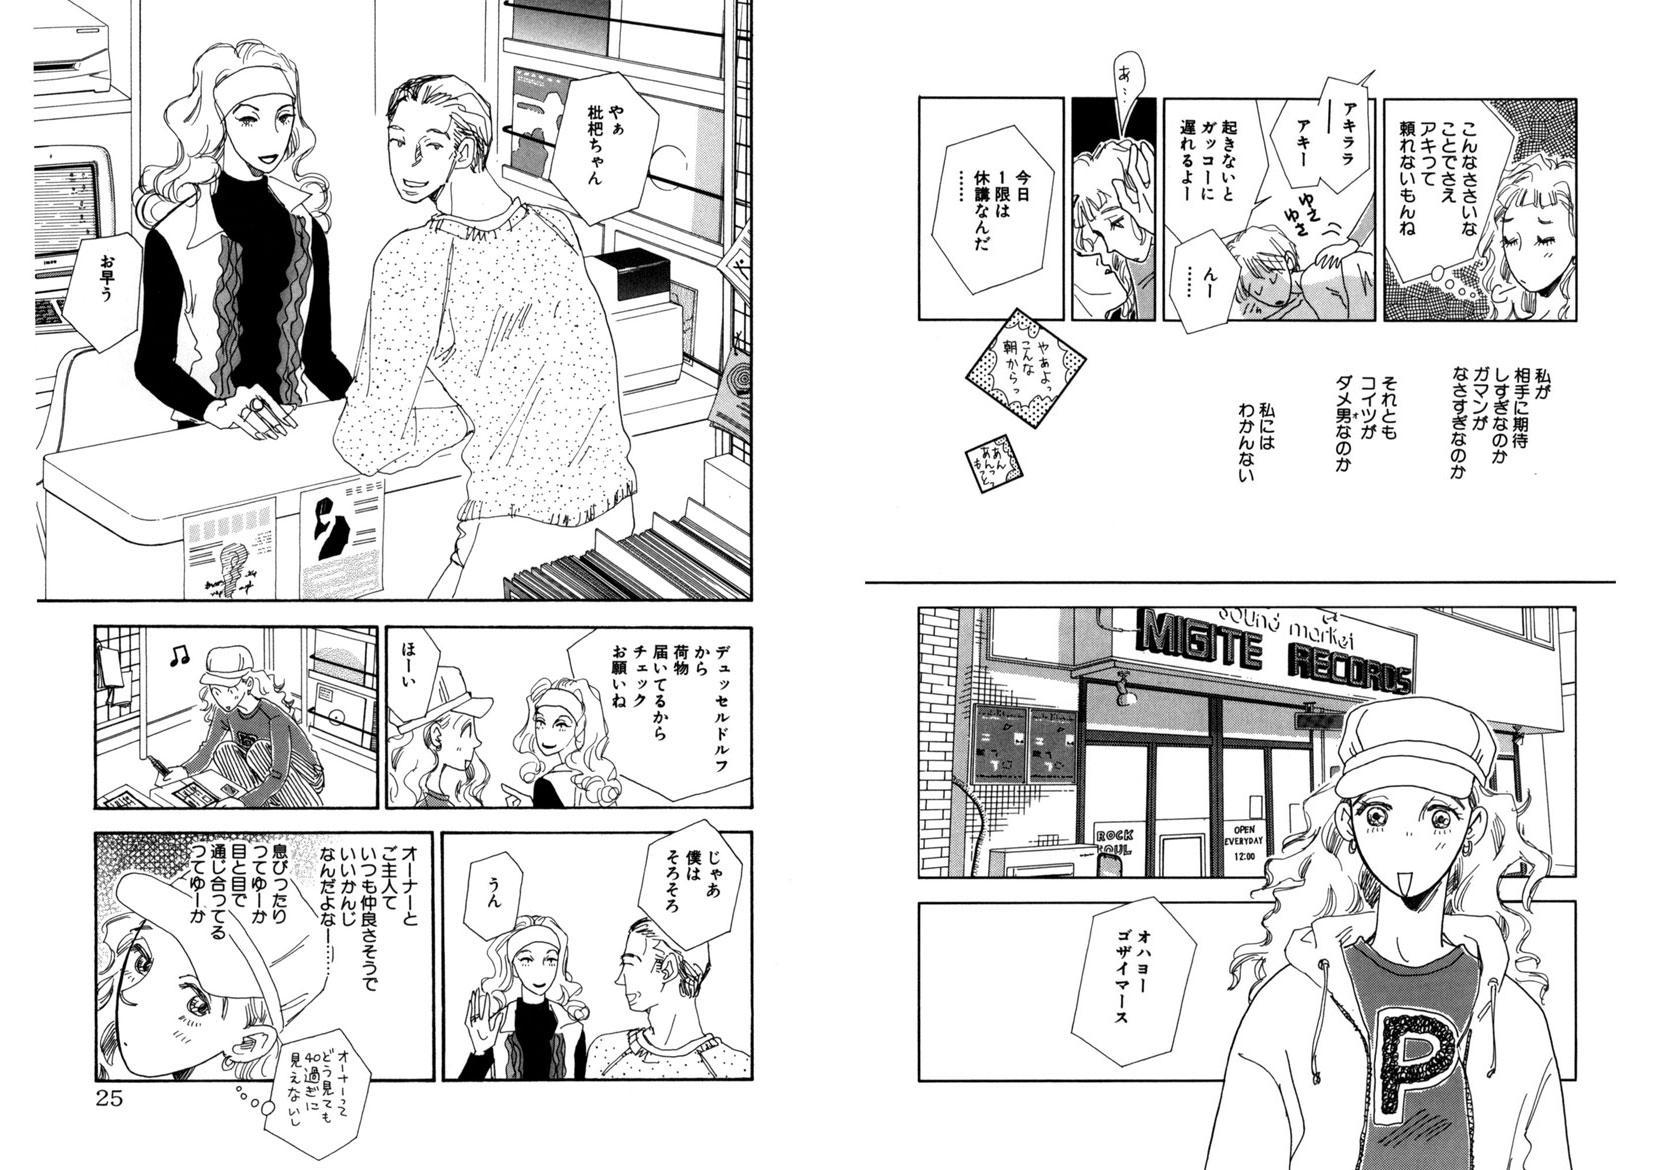 こんなささいな
ことでさえ
アキって
頼れないもんね
アキララ
アキー
ゆさ
ゆさ
起きないと
ガッコーに
遅れるよー
んー
……
あ…
今日
1限は
休講なんだ
……
私が
相手に期待
しすぎなのか
ガマンが
なさすぎなのか
それとも
コイツが
ダメ男なのか
オ
私には
わかんない
やぁよっ
こんな
朝からっ
あん
あんっ
もっとっ
sound market
MIGITE RECORDS
ROCK
SOUL
OPEN
EVERYDAY
12:00
オハヨー
ゴザイマース
P
やぁ
枇杷ちゃん
お早う
デュッセルドルフ
から
荷物
届いてるから
チェック
お願いね
ほーい
じゃあ
僕は
そろそろ
うん
オーナーと
ご主人て
いつも仲良さそうで
いいかんじ
なんだよな……
息ぴったり
ってゆーか
目と目で
通じ合ってる
ってゆーか
オーナーって
どう見ても
40過ぎに
見えないし
25